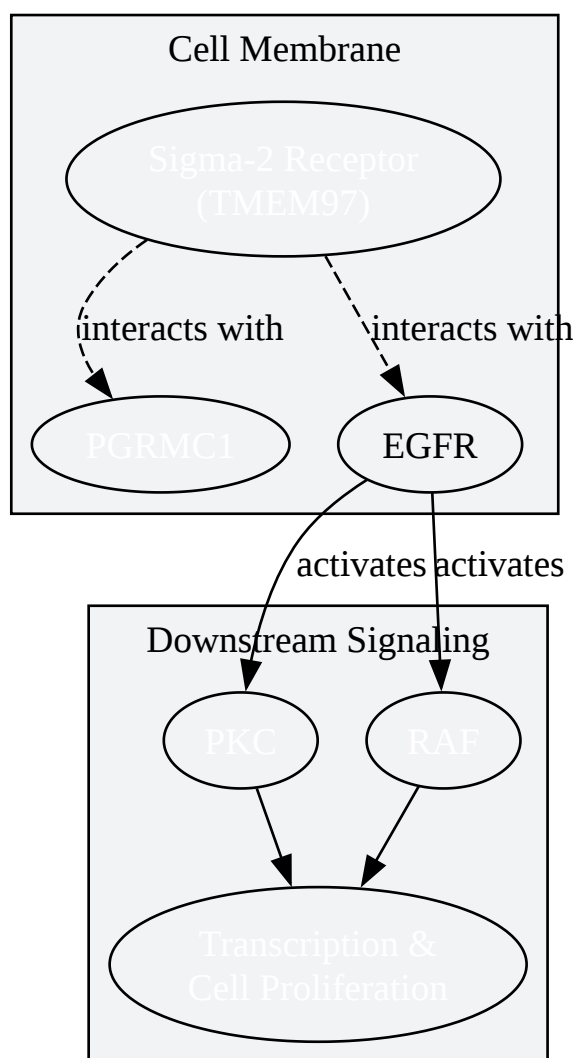 Cell Membrane
Sigma-2 Receptor
(TMEM97)
interacts with
interacts with
PGRMC1
EGFR
activates
activates
Downstream Signaling
PKC
RAF
Transcription &
Cell Proliferation